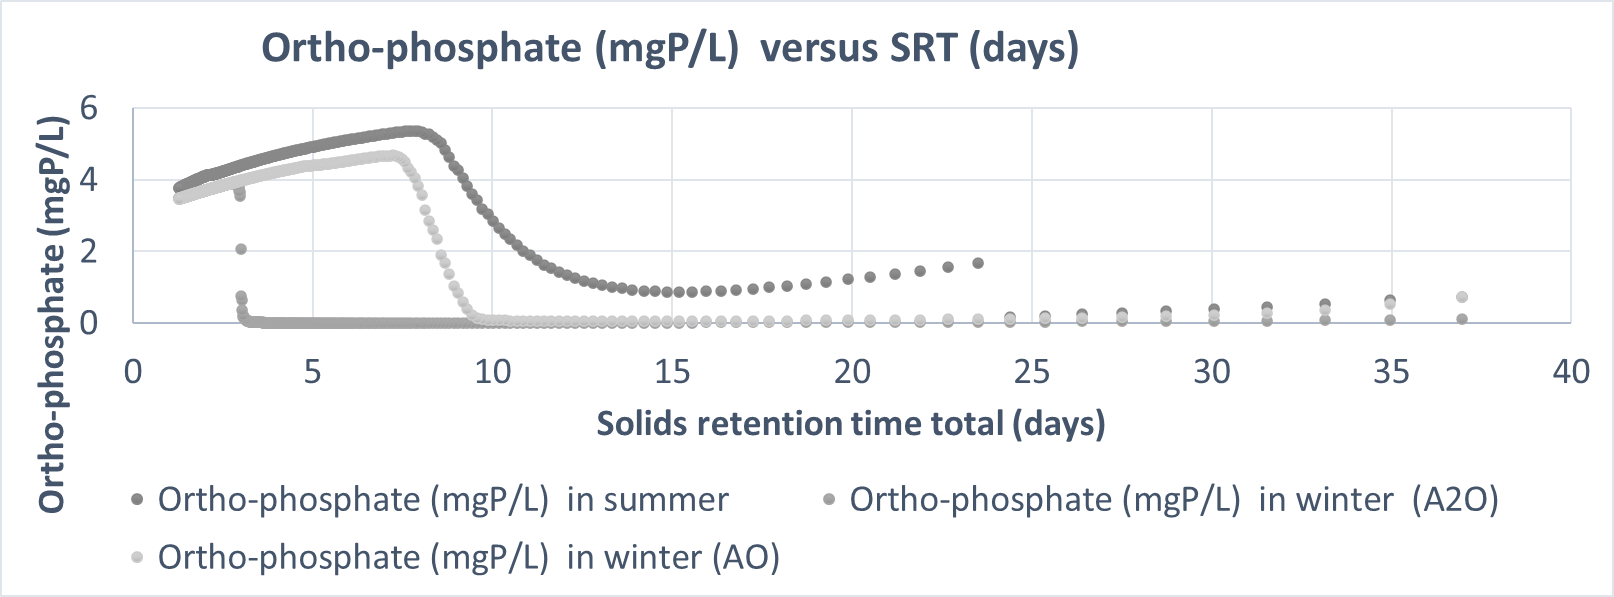 Ortho-phosphate (mgP/L)  versus SRT (days)
Ortho-phosphate (mgP/L)
6
4
2
0
0 5 10 15 20 25 30 35 40
Solids retention time total (days)
Ortho-phosphate (mgP/L)  in summer
Ortho-phosphate (mgP/L)  in winter  (A2O)
Ortho-phosphate (mgP/L)  in winter (AO)